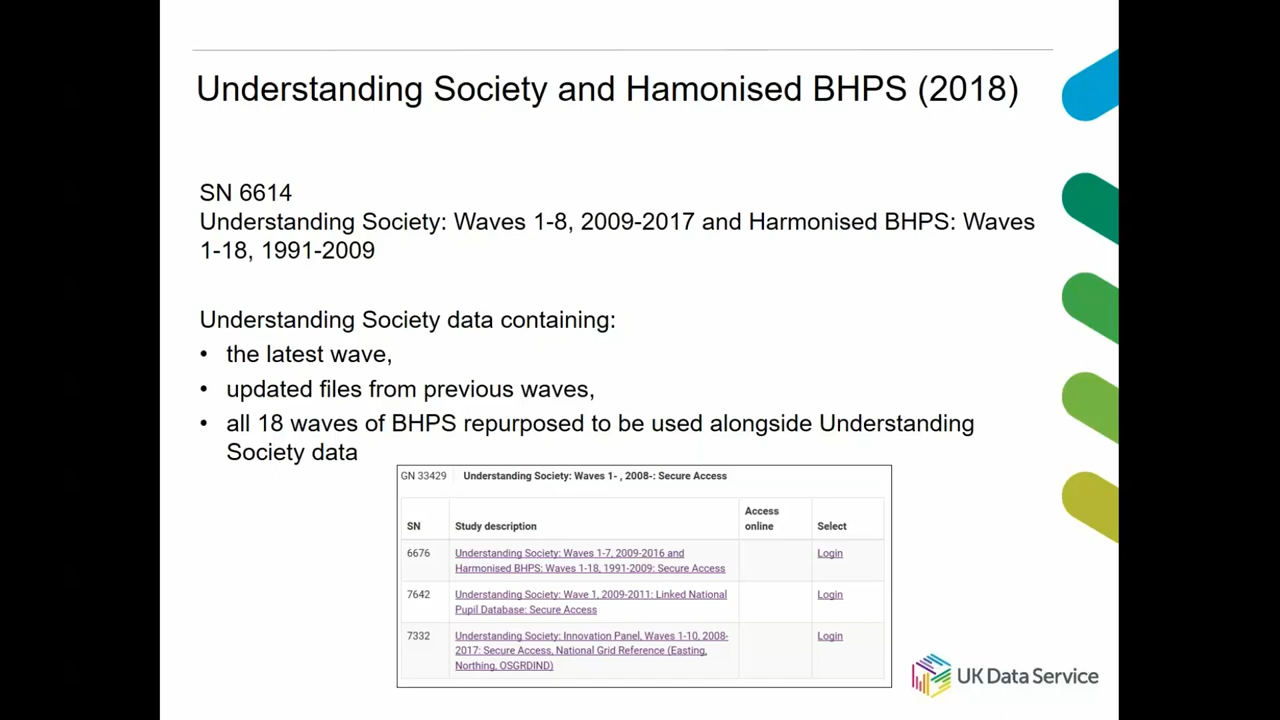 Understanding Society and Hamonised BHPS (2018)
SN 6614
Understanding Society: Waves 1-8, 2009-2017 and Harmonised BHPS: Waves
1-18, 1991-2009
Understanding Society data containing:
• the latest wave,
• updated files from previous waves,
• all 18 waves of BHPS repurposed to be used alongside Understanding
Society data
GN 33429 Understanding Society: Waves 1- , 2008-: Secure Access
SN Study description Access online Select
6676 Understanding Society: Waves 1-7, 2009-2016 and Login
Harmonised BHPS: Waves 1-18, 1991-2009: Secure Access
7642 Understanding Society: Wave 1, 2009-2011: Linked National Login
Pupil Database: Secure Access
7332 Understanding Society: Innovation Panel, Waves 1-10, 2008- Login
2017: Secure Access, National Grid Reference (Easting,
Northing, OSGRDIND)
UK Data Service